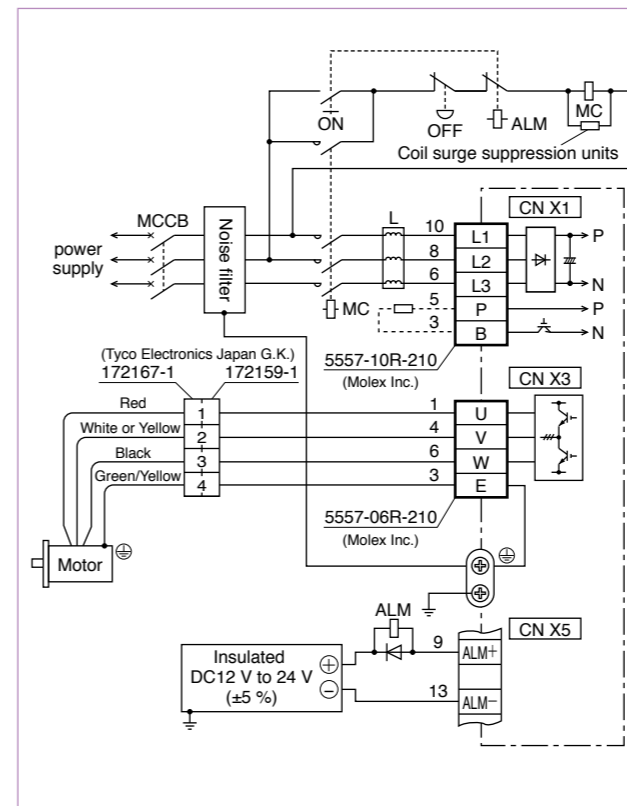 ON
OFF
ALM
MC
Coil surge suppression units
MCCB
power
supply
Noise filter
L
MC
10
8
6
5
3
L1
L2
L3
P
B
CN X1
P
N
P
N
5557-10R-210
(Molex Inc.)
(Tyco Electronics Japan G.K.)
172167-1
172159-1
Red
White or Yellow
Black
Green/Yellow
1
2
3
4
1
4
6
3
U
V
W
E
CN X3
5557-06R-210
(Molex Inc.)
Motor
ALM
CN X5
Insulated
DC12 V to 24 V
(±5 %)
+
−
9
13
ALM+
ALM−